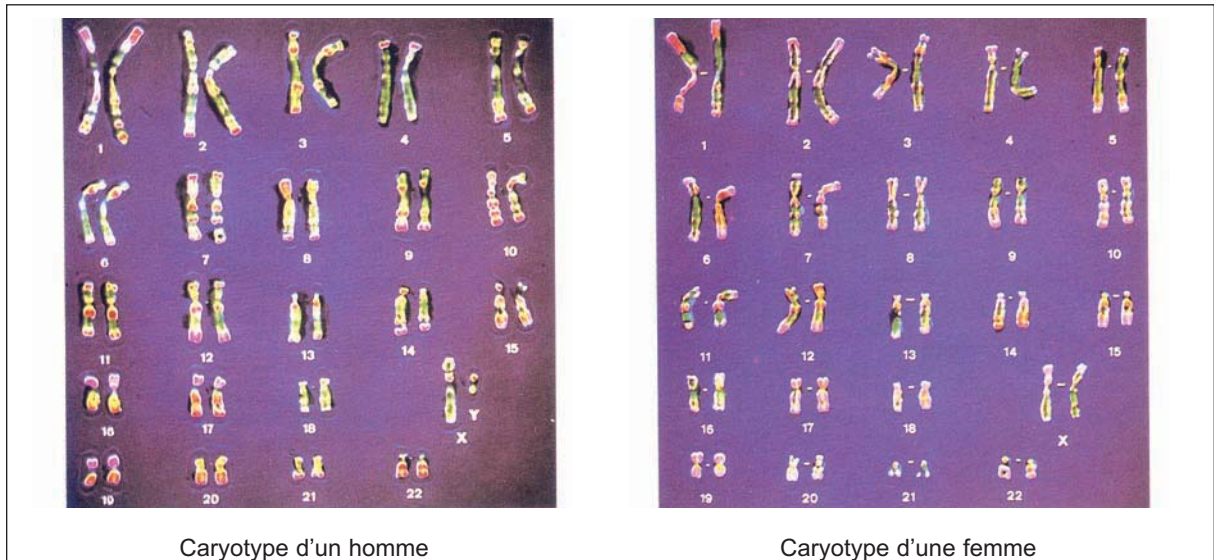 1 2 3 4 5
6 7 8 9 10
11 12 13 14 15
16 17 18 X Y
19 20 21 22
Caryotype d'un homme
1 2 3 4 5
6 7 8 9 10
11 12 13 14 15
16 17 18 X
19 20 21 22
Caryotype d'une femme